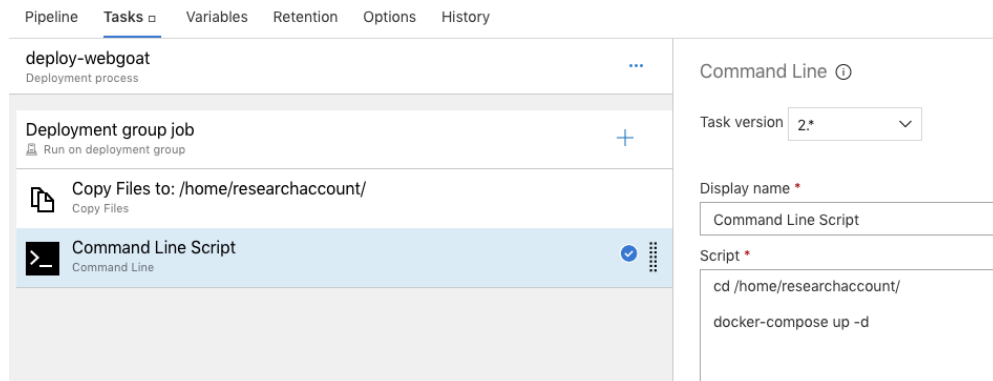 Pipeline Tasks Variables Retention Options History
deploy-webgoat
Deployment process
Deployment group job
Run on deployment group
Copy Files to: /home/researchaccount/
Copy Files
Command Line Script
Command Line
Command Line
Task version 2.*
Display name *
Command Line Script
Script *
cd /home/researchaccount/
docker-compose up -d